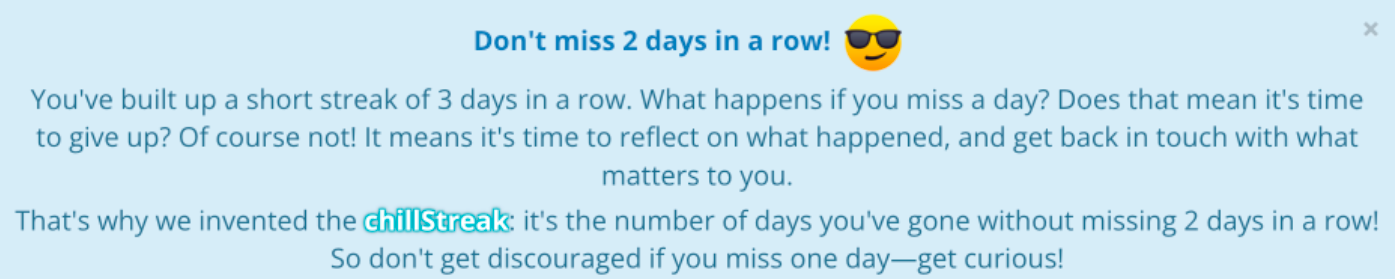 Don't miss 2 days in a row! 😎
×
You've built up a short streak of 3 days in a row. What happens if you miss a day? Does that mean it's time
to give up? Of course not! It means it's time to reflect on what happened, and get back in touch with what
matters to you.
That's why we invented the chillStreak: it's the number of days you've gone without missing 2 days in a row!
So don't get discouraged if you miss one day—get curious!